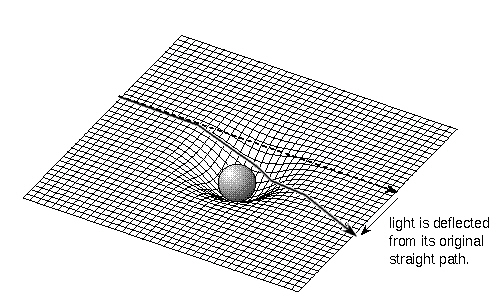 light is deflected
from its original
straight path.